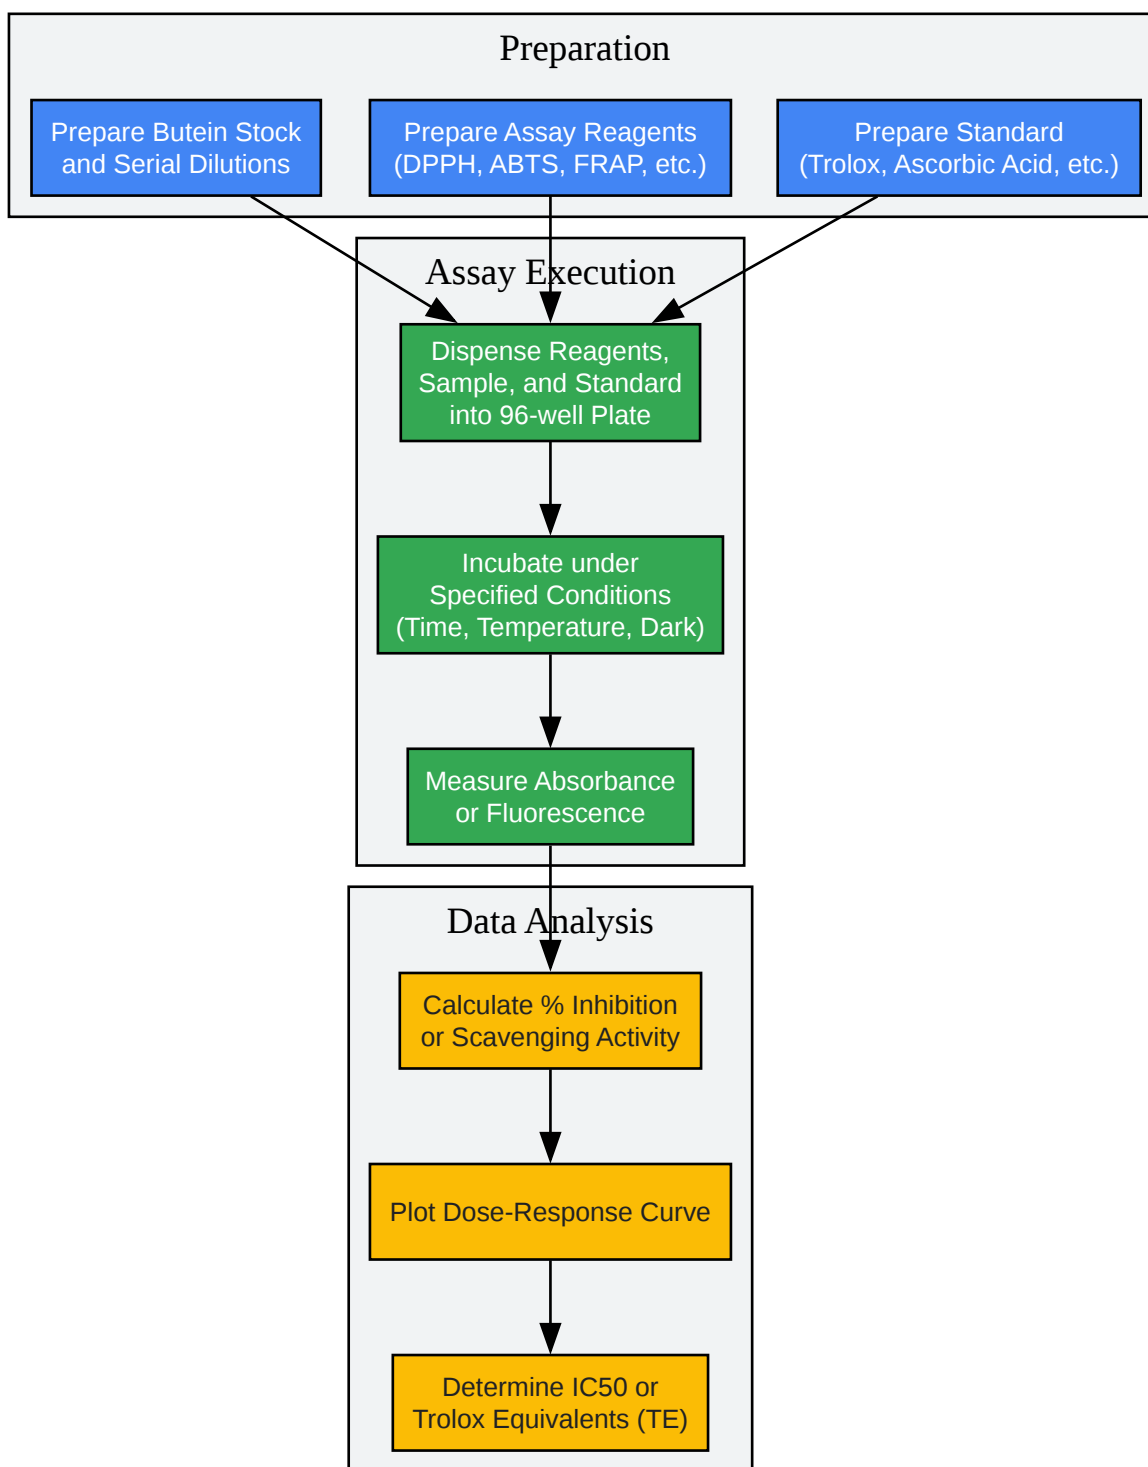 Preparation
Prepare Butein Stock
and Serial Dilutions
Prepare Assay Reagents
(DPPH, ABTS, FRAP, etc.)
Prepare Standard
(Trolox, Ascorbic Acid, etc.)
Assay Execution
Dispense Reagents,
Sample, and Standard
into 96-well Plate
Incubate under
Specified Conditions
(Time, Temperature, Dark)
Measure Absorbance
or Fluorescence
Data Analysis
Calculate % Inhibition
or Scavenging Activity
Plot Dose-Response Curve
Determine IC50 or
Trolox Equivalents (TE)